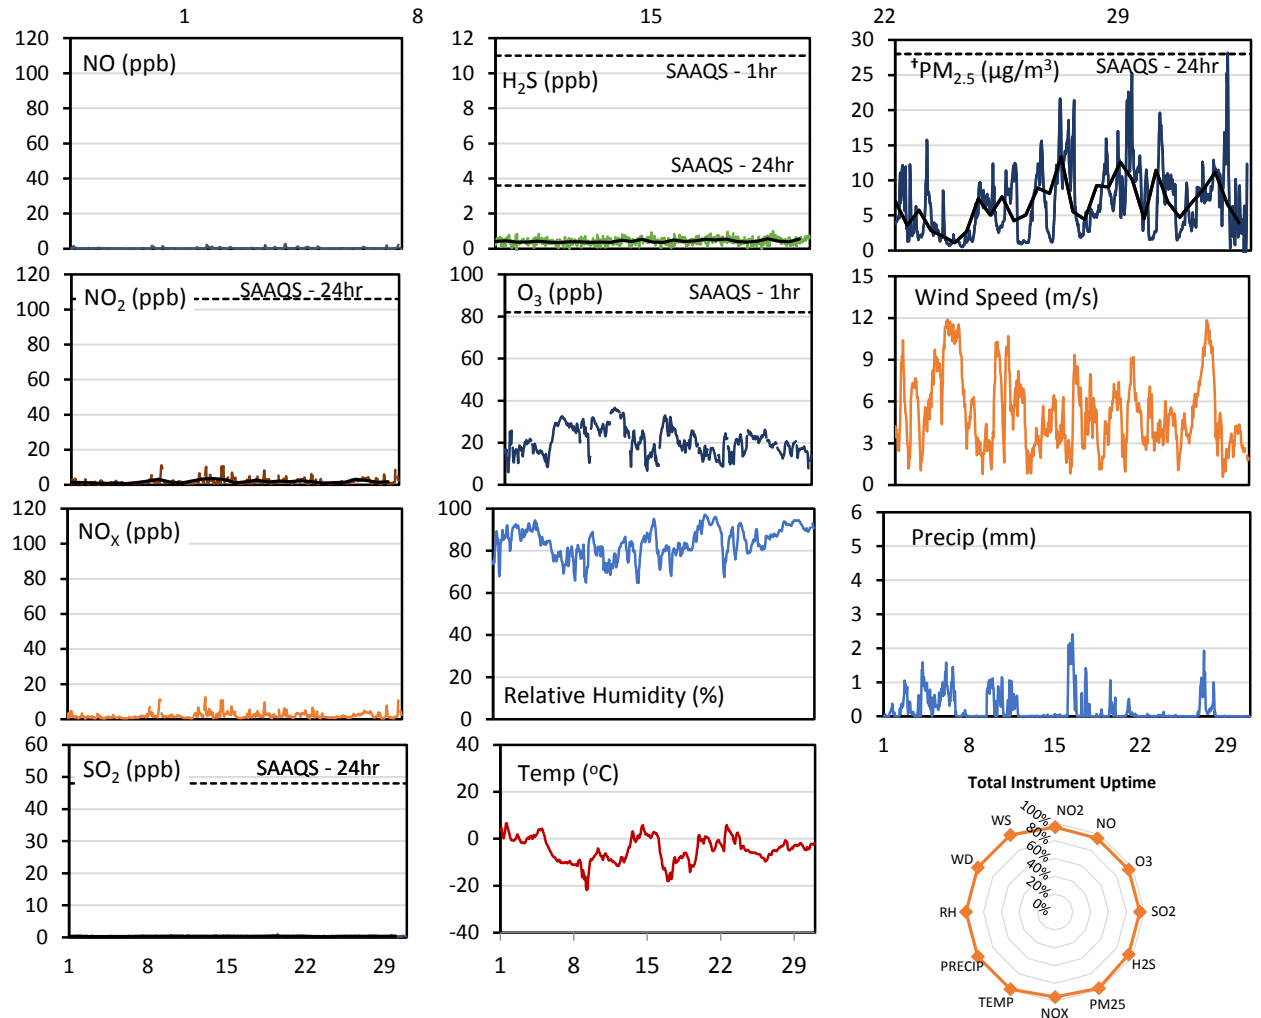 1 8 15 22 29
120
100
80
60
40
20
0
NO (ppb)
12
10
8
6
4
2
0
H₂S (ppb)
SAAQS - 1hr
SAAQS - 24hr
30
25
20
15
10
5
0
†PM₂.₅ (µg/m³)
SAAQS - 24hr
120
100
80
60
40
20
0
NO₂ (ppb)
SAAQS - 24hr
100
80
60
40
20
0
O₃ (ppb)
SAAQS - 1hr
15
12
9
6
3
0
Wind Speed (m/s)
120
100
80
60
40
20
0
NOX (ppb)
100
80
60
40
20
0
Relative Humidity (%)
6
5
4
3
2
1
0
Precip (mm)
1 8 15 22 29
60
50
40
30
20
10
0
SO₂ (ppb)
SAAQS - 24hr
1 8 15 22 29
40
20
0
-20
-40
Temp (°C)
1 8 15 22 29
Total Instrument Uptime
100%
80%
60%
40%
20%
0%
NO2
NO
O3
SO2
H2S
PM25
NOX
TEMP
PRECIP
RH
WD
WS